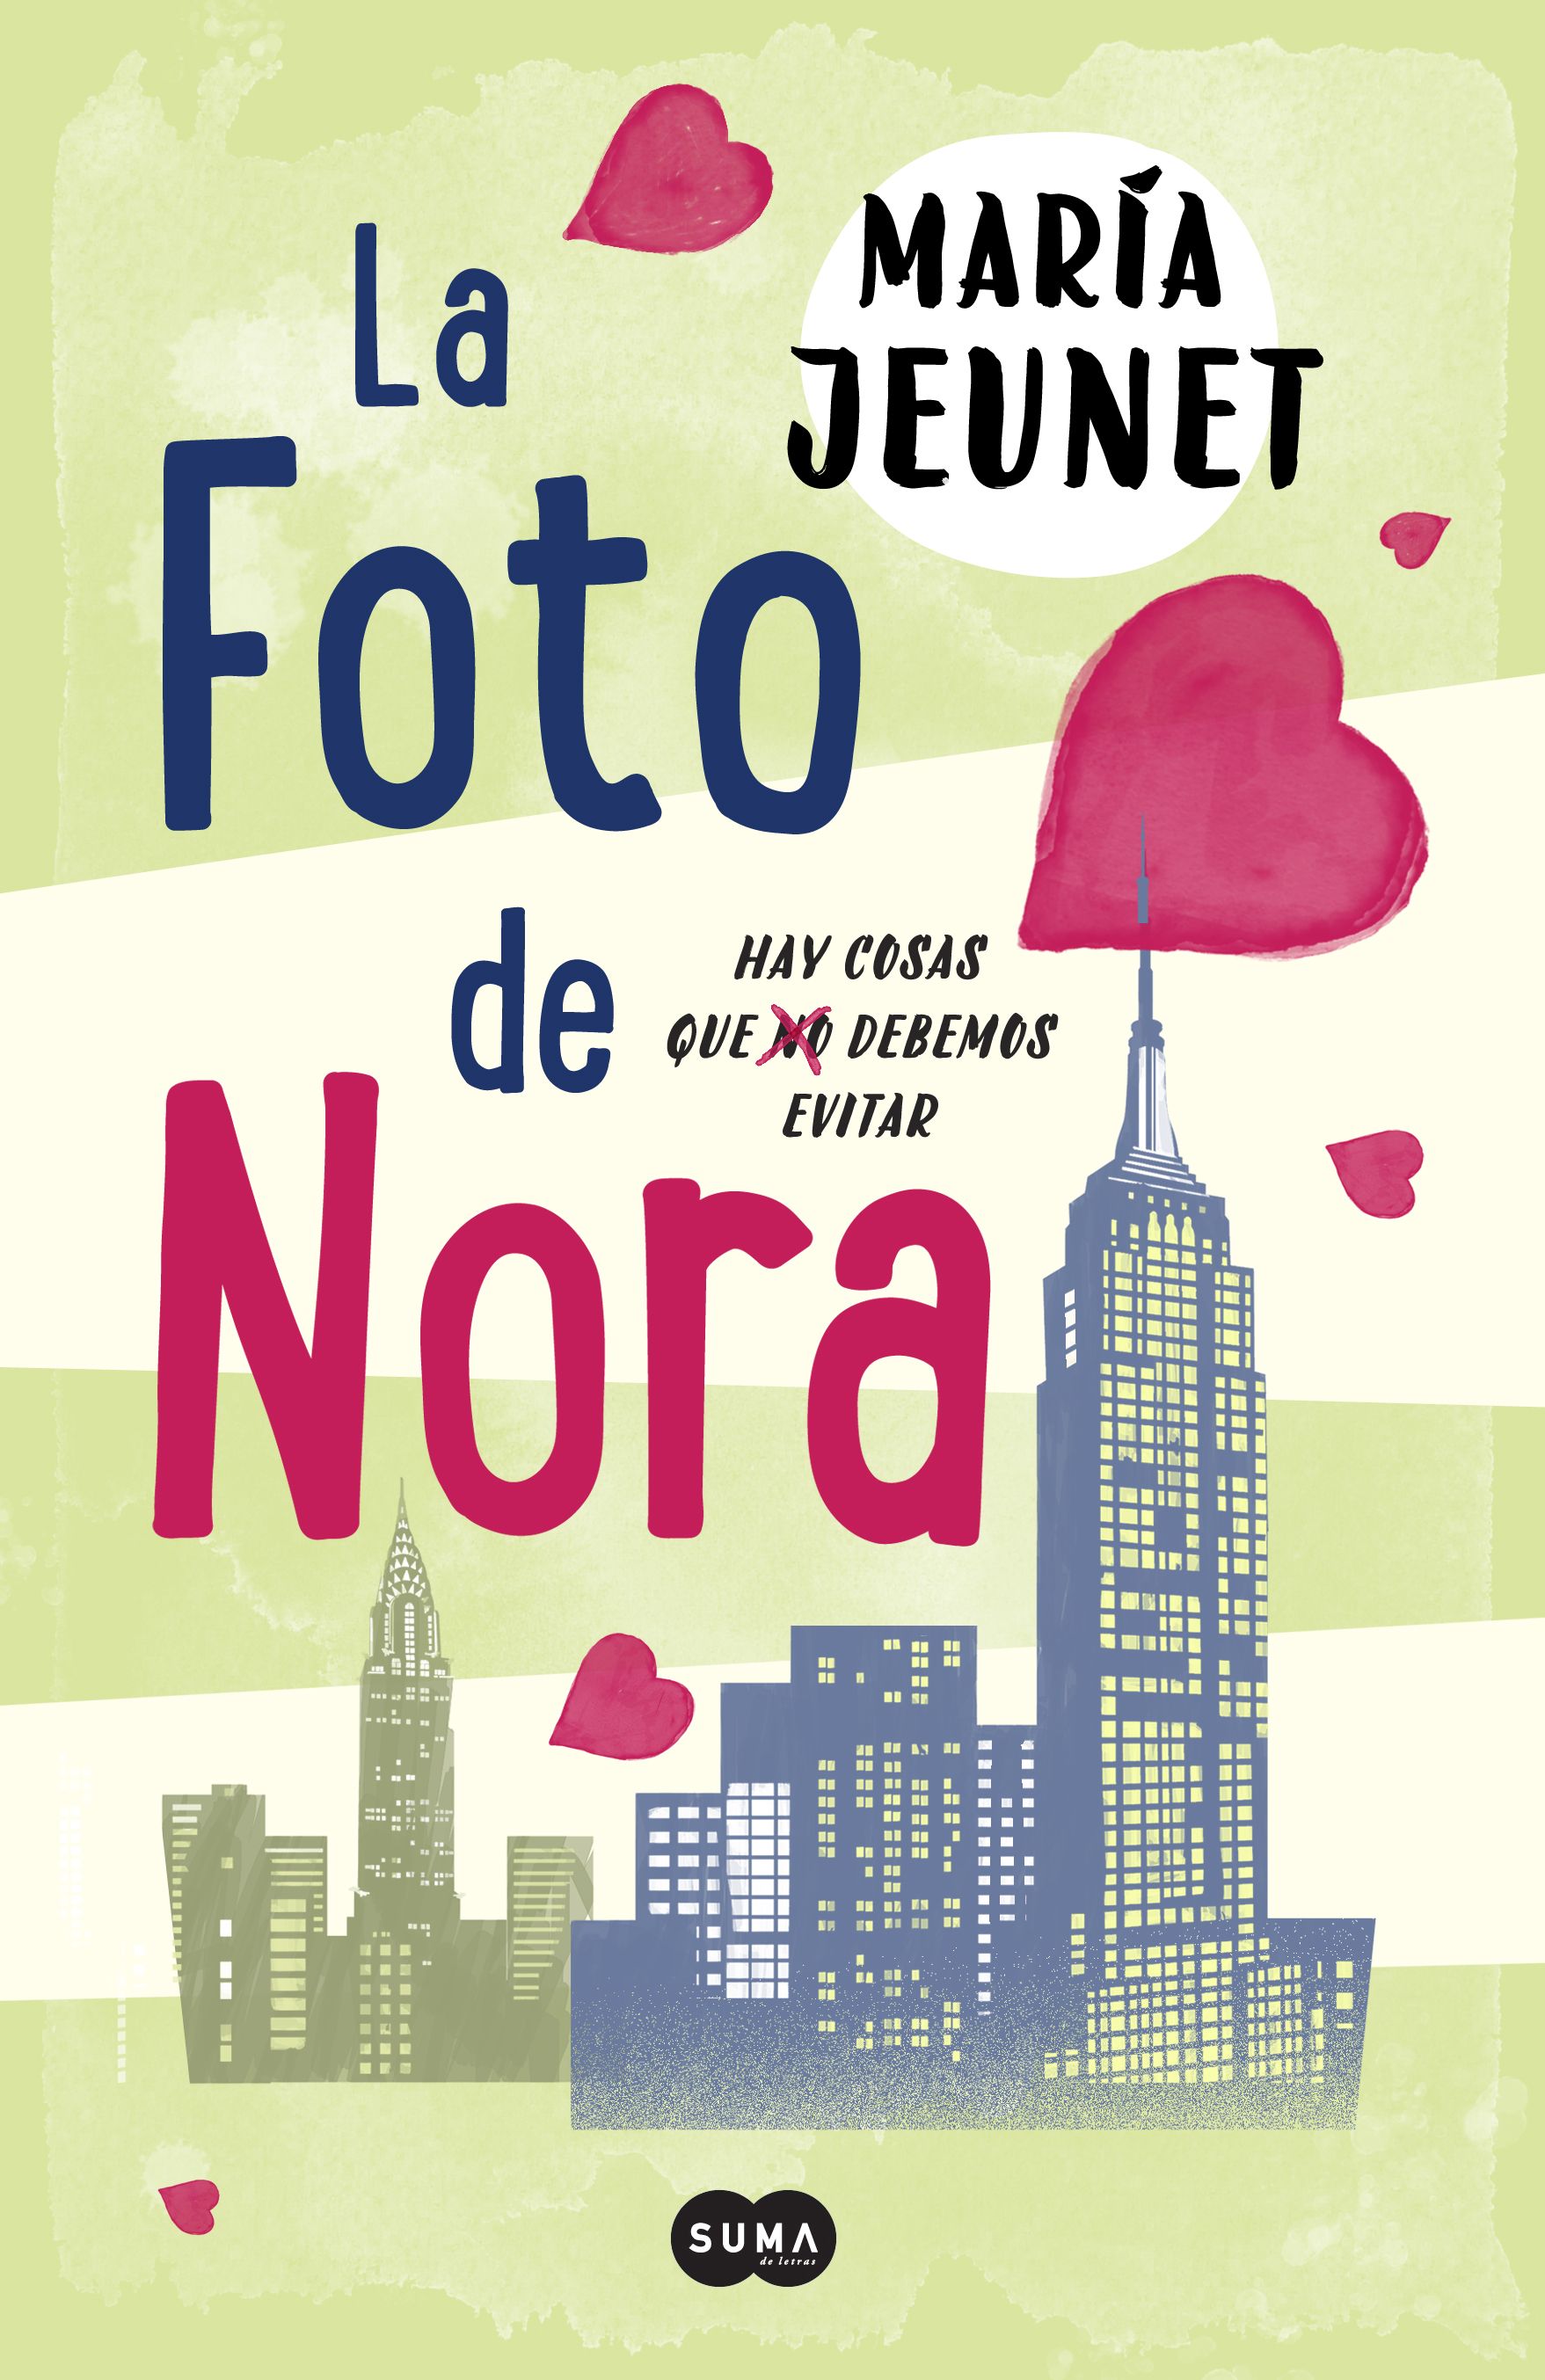 MARÍA
JEUNET
La
Foto
de
Nora
HAY COSAS
QUE NO DEBEMOS
EVITAR
SUMA
de letras